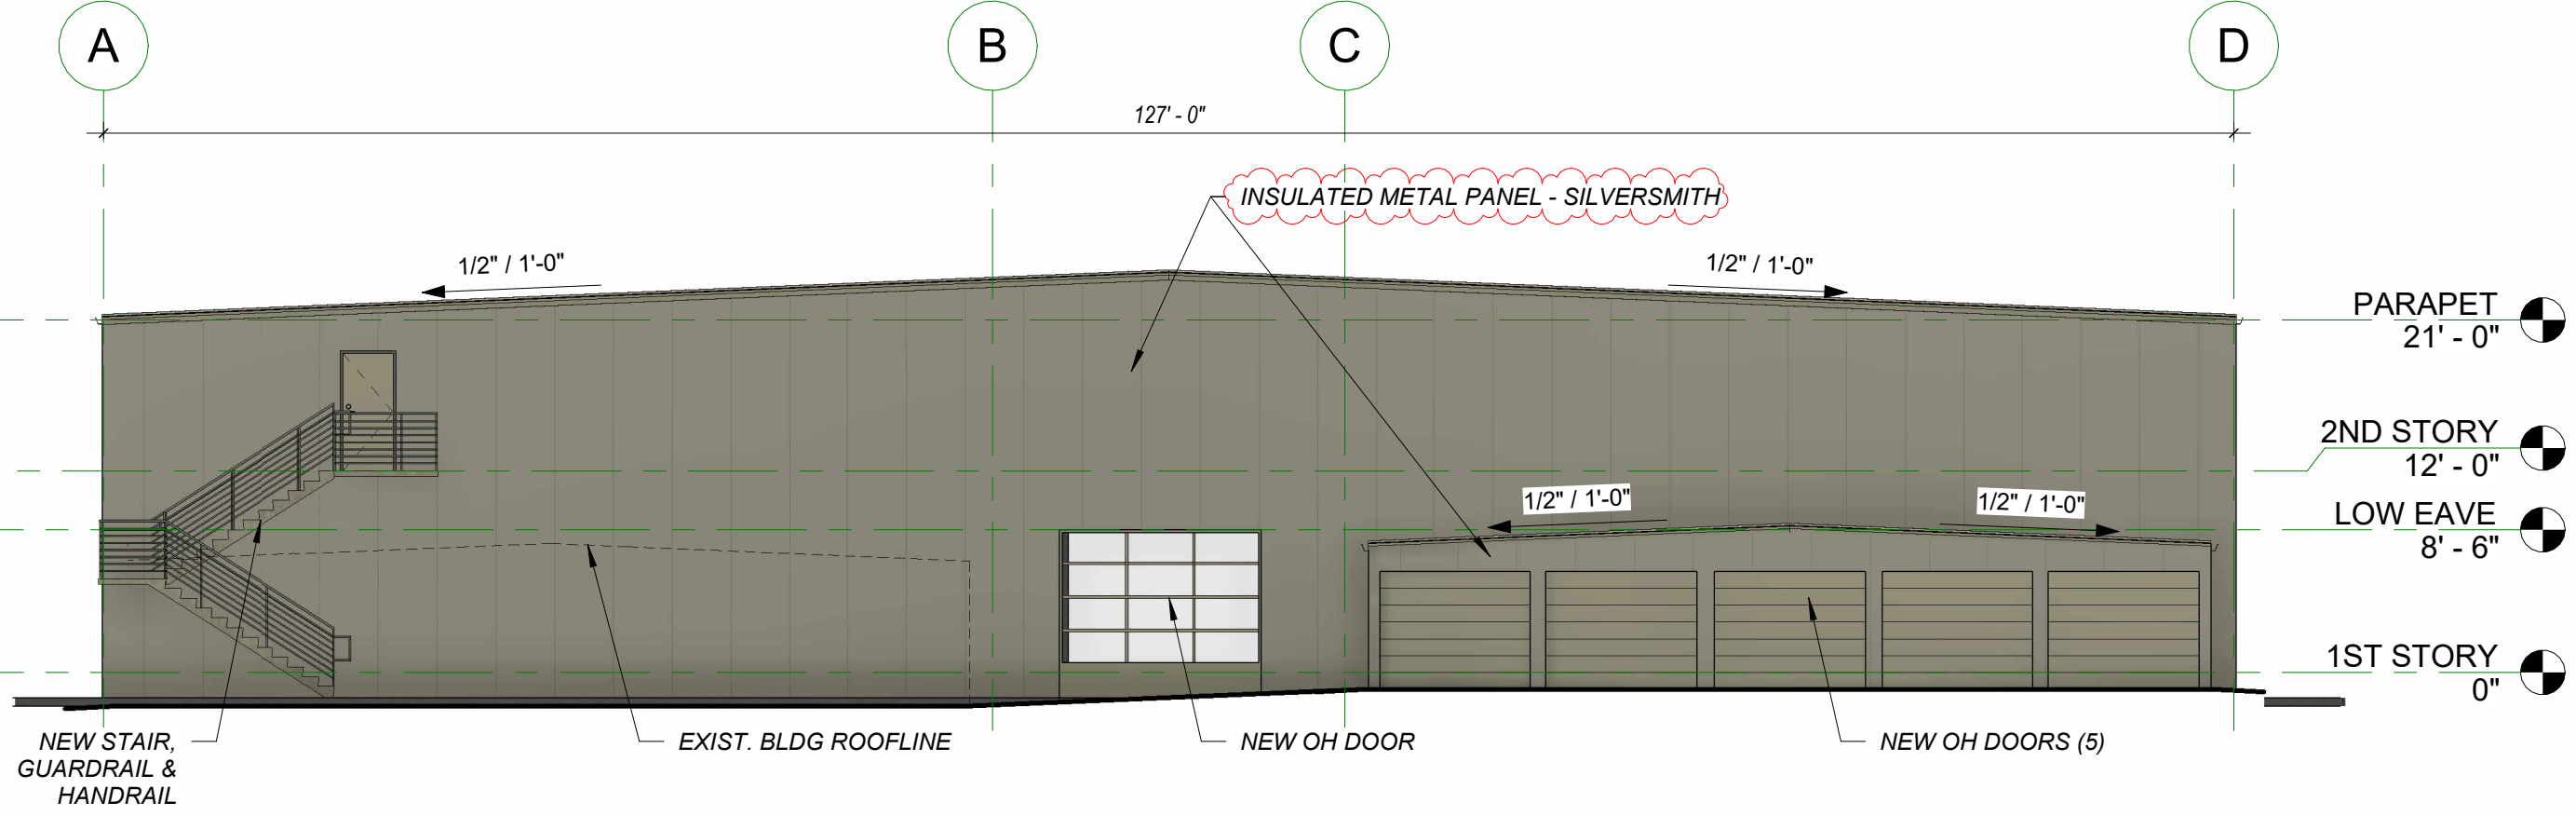 A
B
C
D
127' - 0"
INSULATED METAL PANEL - SILVERSMITH
1/2" / 1'-0"
1/2" / 1'-0"
PARAPET
21' - 0"
2ND STORY
12' - 0"
1/2" / 1'-0"
1/2" / 1'-0"
LOW EAVE
8' - 6"
1ST STORY
0"
NEW STAIR,
GUARDRAIL &
HANDRAIL
EXIST. BLDG ROOFLINE
NEW OH DOOR
NEW OH DOORS (5)